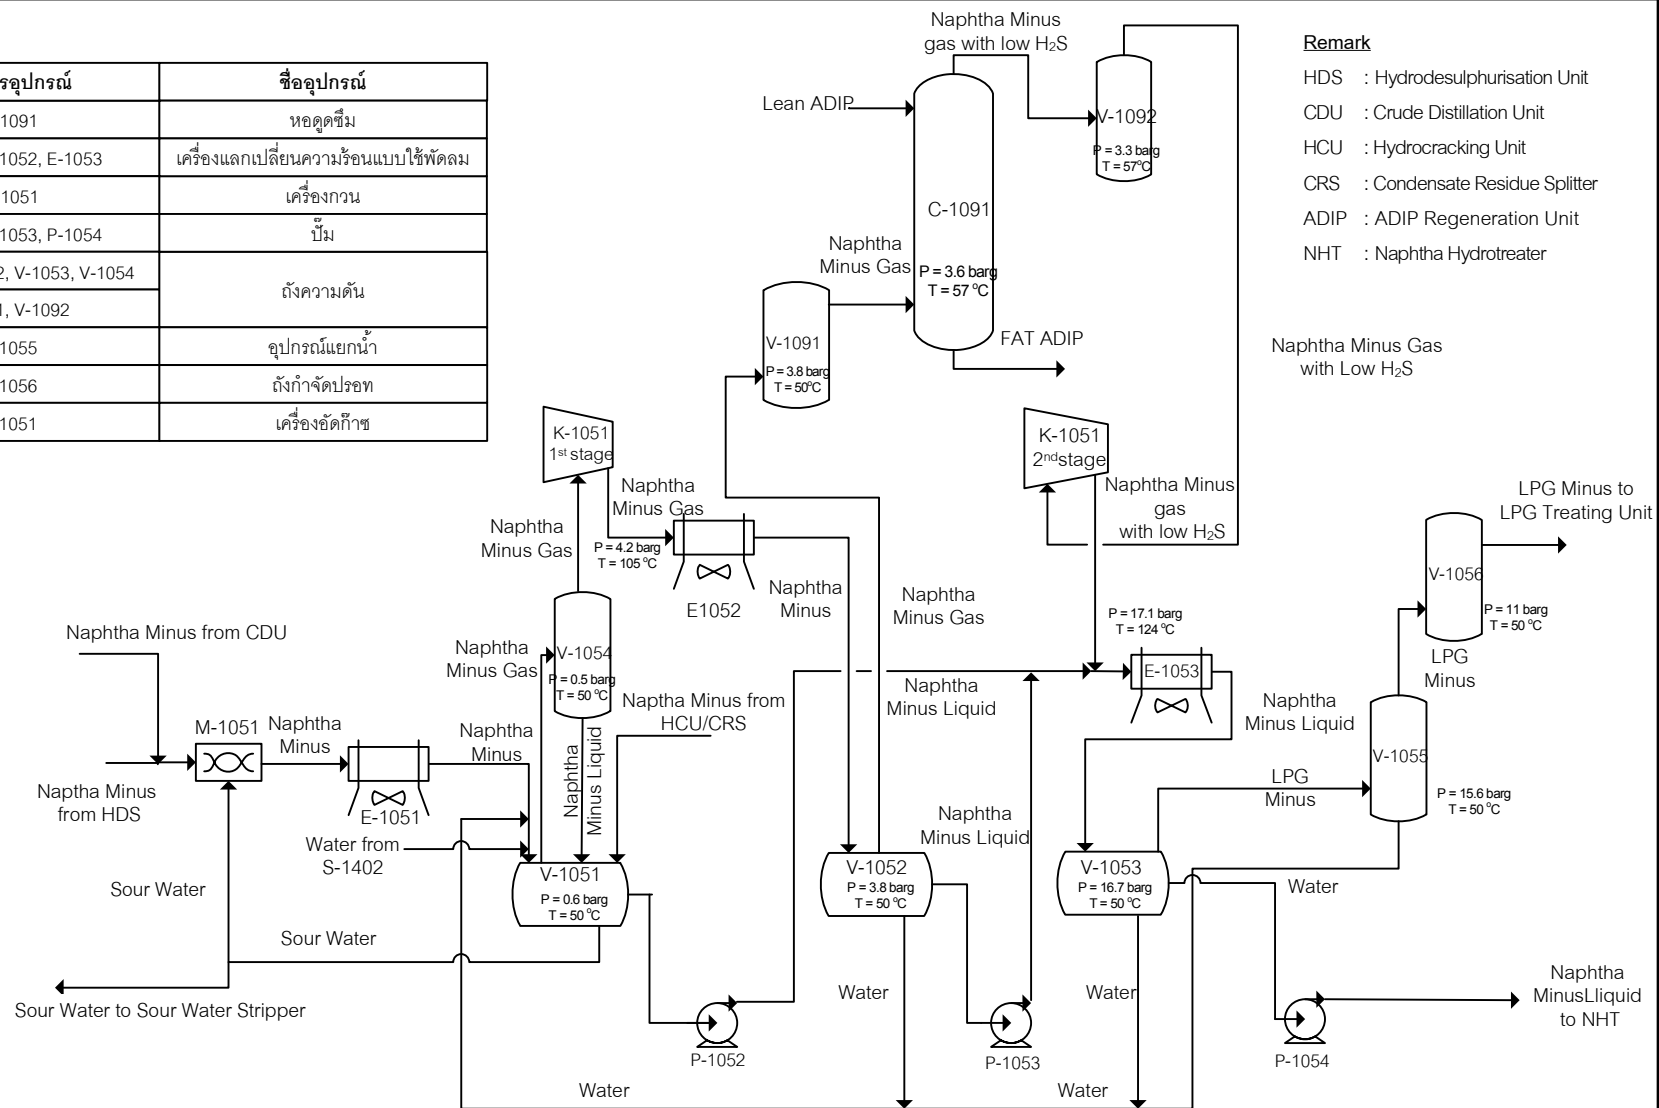 รอุปกรณ์ ชื่ออุปกรณ์
1091 หอดูดซึม
1052, E-1053 เครื่องแลกเปลี่ยนความร้อนแบบใช้พัดลม
1051 เครื่องกวน
1053, P-1054 ปั๊ม
2, V-1053, V-1054
ถังความดัน
1, V-1092
1055 อุปกรณ์แยกน้ำ
1056 ถังกำจัดปรอท
1051 เครื่องอัดก๊าซ
Remark
HDS : Hydrodesulphurisation Unit
CDU : Crude Distillation Unit
HCU : Hydrocracking Unit
CRS : Condensate Residue Splitter
ADIP : ADIP Regeneration Unit
NHT : Naphtha Hydrotreater
Naphtha Minus
gas with low H₂S
Lean ADIP
V-1092
P = 3.3 barg
T = 57°C
C-1091
P = 3.6 barg
T = 57 °C
Naphtha
Minus Gas
FAT ADIP
V-1091
P = 3.8 barg
T = 50°C
Naphtha Minus Gas
with Low H₂S
K-1051
1st stage
K-1051
2nd stage
Naphtha
Minus Gas
Naphtha
Minus Gas
P = 4.2 barg
T = 105 °C
E1052
Naphtha
Minus
Naphtha
Minus Gas
Naphtha Minus
gas
with low H₂S
P = 17.1 barg
T = 124 °C
LPG Minus to
LPG Treating Unit
V-1056
P = 11 barg
T = 50 °C
LPG
Minus
Naphtha Minus from CDU
Naphtha
Minus Gas
V-1054
P = 0.5 barg
T = 50 °C
Naptha Minus from
HCU/CRS
Naphtha
Minus Liquid
E-1053
Naphtha
Minus Liquid
M-1051
Naphtha
Minus
Naphtha
Minus
Naphtha
Minus Liquid
V-1055
P = 15.6 barg
T = 50 °C
LPG
Minus
Naptha Minus
from HDS
E-1051
Water from
S-1402
Naphtha
Minus Liquid
V-1051
P = 0.6 barg
T = 50 °C
V-1052
P = 3.8 barg
T = 50 °C
V-1053
P = 16.7 barg
T = 50 °C
Water
Sour Water
Sour Water
Sour Water to Sour Water Stripper
Water
Water
Naphtha
MinusLliquid
to NHT
P-1052
P-1053
P-1054
Water
Water